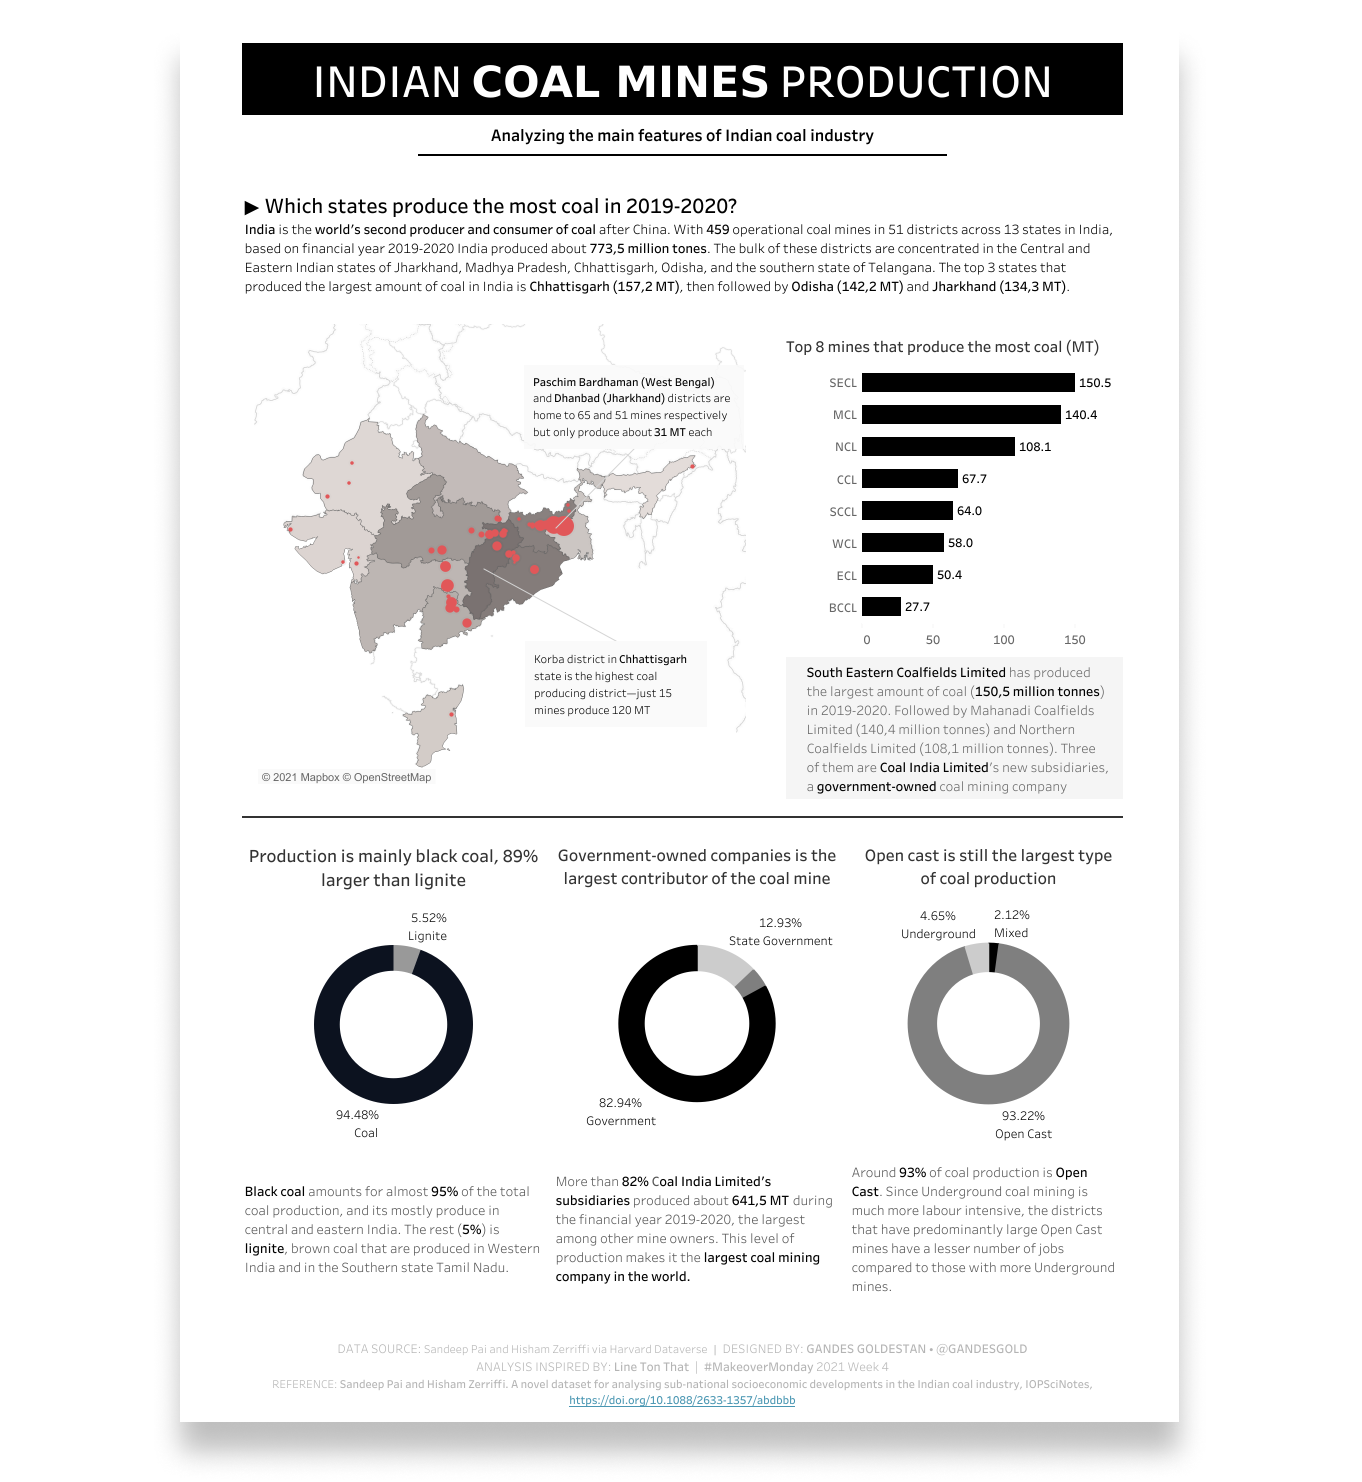 INDIAN COAL MINES PRODUCTION
Analyzing the main features of Indian coal industry
▶ Which states produce the most coal in 2019-2020?
India is the world's second producer and consumer of coal after China. With 459 operational coal mines in 51 districts across 13 states in India,
based on financial year 2019-2020 India produced about 773,5 million tones. The bulk of these districts are concentrated in the Central and
Eastern Indian states of Jharkhand, Madhya Pradesh, Chhattisgarh, Odisha, and the southern state of Telangana. The top 3 states that
produced the largest amount of coal in India is Chhattisgarh (157,2 MT), then followed by Odisha (142,2 MT) and Jharkhand (134,3 MT).
Paschim Bardhaman (West Bengal)
and Dhanbad (Jharkhand) districts are
home to 65 and 51 mines respectively
but only produce about 31 MT each
Korba district in Chhattisgarh
state is the highest coal
producing district—just 15
mines produce 120 MT
© 2021 Mapbox © OpenStreetMap
Top 8 mines that produce the most coal (MT)
SECL 150.5
MCL 140.4
NCL 108.1
CCL 67.7
SCCL 64.0
WCL 58.0
ECL 50.4
BCCL 27.7
0 50 100 150
South Eastern Coalfields Limited has produced
the largest amount of coal (150,5 million tonnes)
in 2019-2020. Followed by Mahanadi Coalfields
Limited (140,4 million tonnes) and Northern
Coalfields Limited (108,1 million tonnes). Three
of them are Coal India Limited's new subsidiaries,
a government-owned coal mining company
Production is mainly black coal, 89%
larger than lignite
5.52%
Lignite
94.48%
Coal
Black coal amounts for almost 95% of the total
coal production, and its mostly produce in
central and eastern India. The rest (5%) is
lignite, brown coal that are produced in Western
India and in the Southern state Tamil Nadu.
Government-owned companies is the
largest contributor of the coal mine
12.93%
State Government
82.94%
Government
More than 82% Coal India Limited's
subsidiaries produced about 641,5 MT during
the financial year 2019-2020, the largest
among other mine owners. This level of
production makes it the largest coal mining
company in the world.
Open cast is still the largest type
of coal production
4.65%
Underground
2.12%
Mixed
93.22%
Open Cast
Around 93% of coal production is Open
Cast. Since Underground coal mining is
much more labour intensive, the districts
that have predominantly large Open Cast
mines have a lesser number of jobs
compared to those with more Underground
mines.
DATA SOURCE: Sandeep Pai and Hisham Zerriffi via Harvard Dataverse | DESIGNED BY: GANDES GOLDESTAN • @GANDESGOLD
ANALYSIS INSPIRED BY: Line Ton That | #MakeoverMonday 2021 Week 4
REFERENCE: Sandeep Pai and Hisham Zerriffi. A novel dataset for analysing sub-national socioeconomic developments in the Indian coal industry, IOPSciNotes,
https://doi.org/10.1088/2633-1357/abdbbb